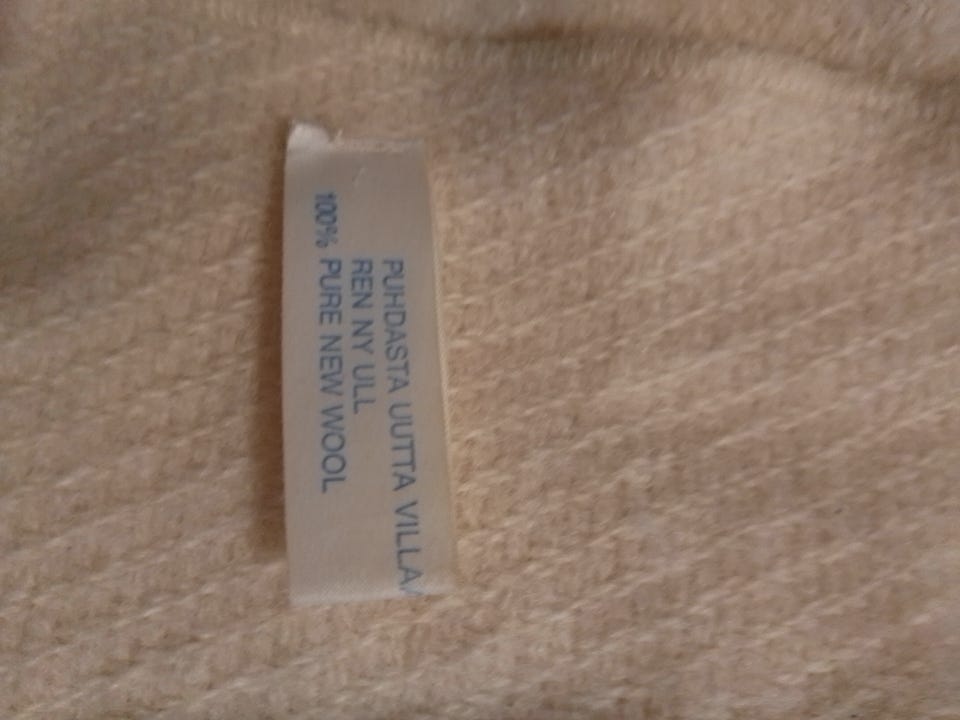 PUHDASTA UUTTA VILLAA
REN NY ULL
100% PURE NEW WOOL